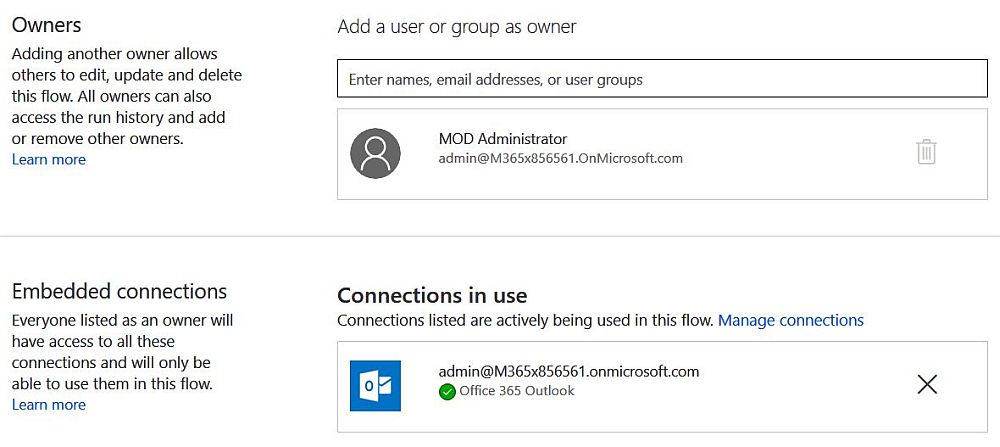 Owners
Adding another owner allows
others to edit, update and delete
this flow. All owners can also
access the run history and add
or remove other owners.
Learn more
Add a user or group as owner
Enter names, email addresses, or user groups
MOD Administrator
admin@M365x856561.OnMicrosoft.com
Embedded connections
Everyone listed as an owner will
have access to all these
connections and will only be
able to use them in this flow.
Learn more
Connections in use
Connections listed are actively being used in this flow. Manage connections
admin@M365x856561.onmicrosoft.com
Office 365 Outlook